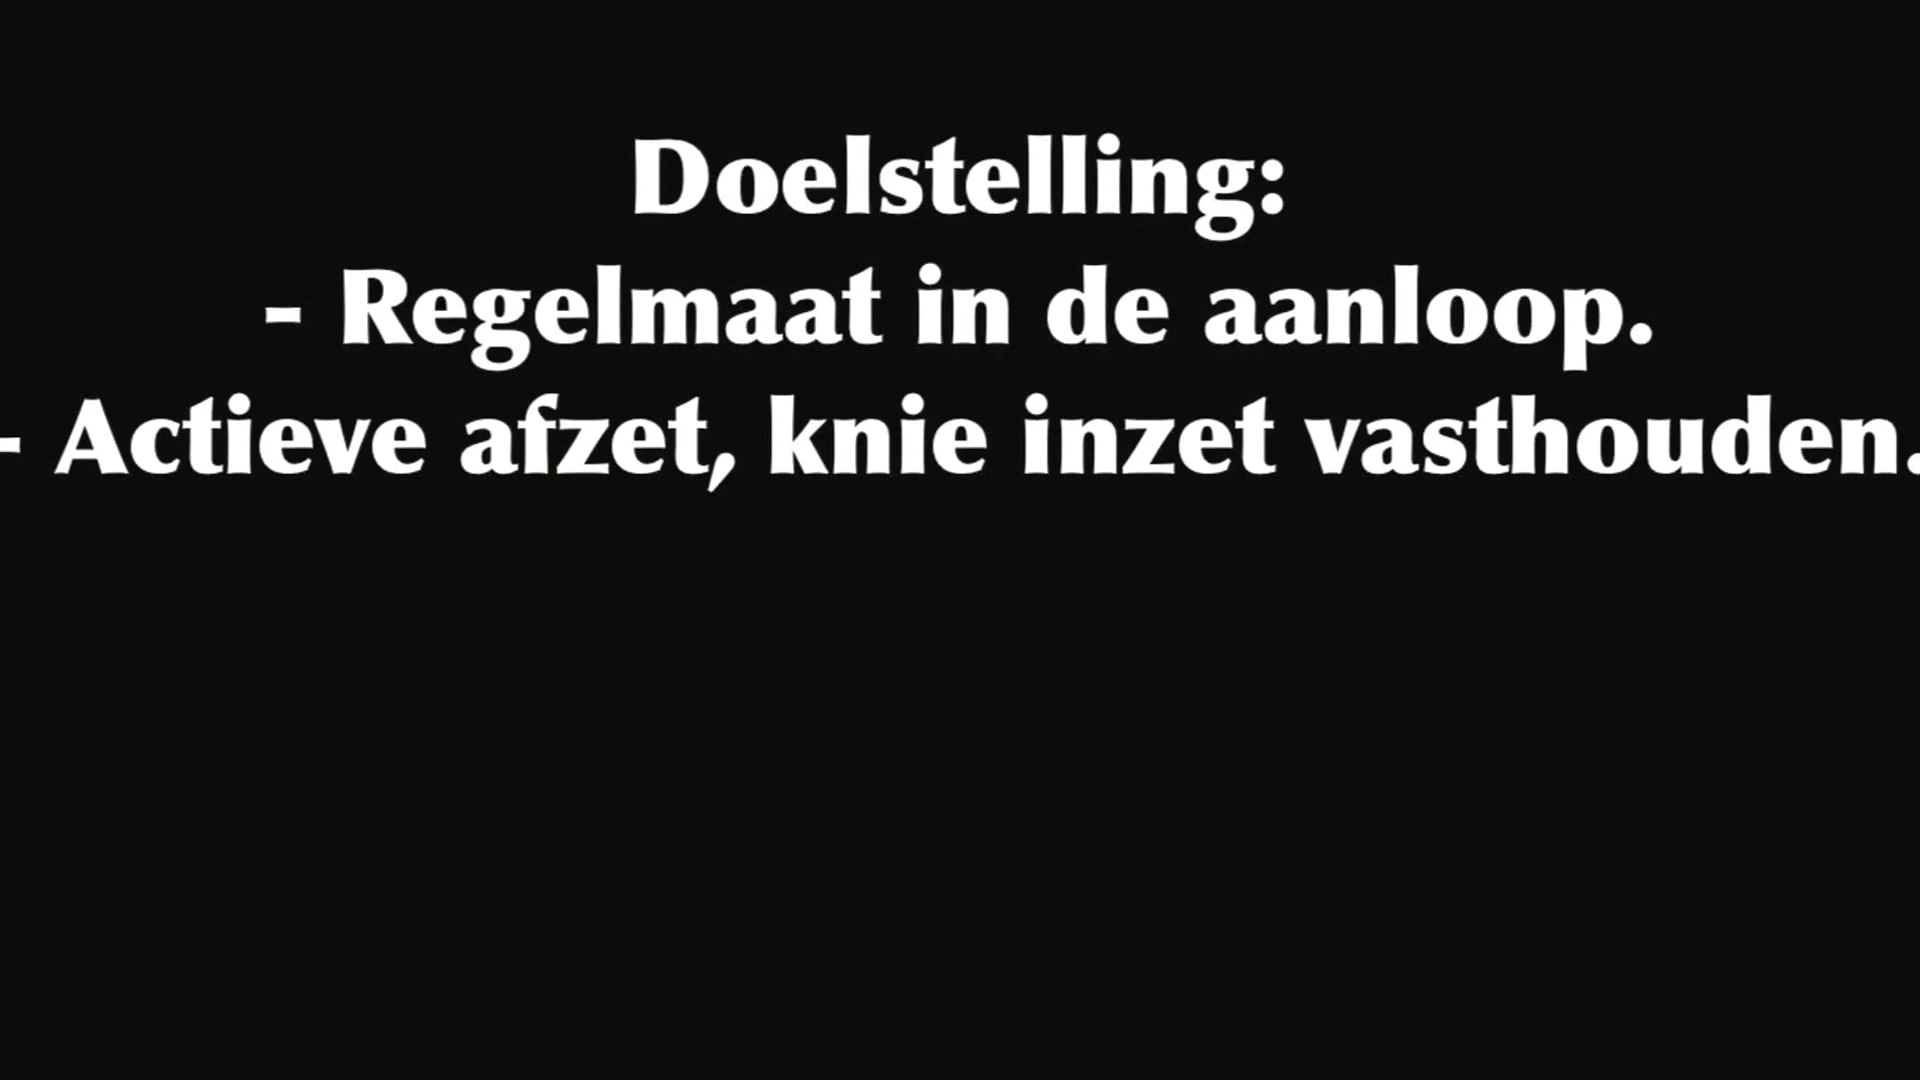 Doelstelling:
- Regelmaat in de aanloop.
- Actieve afzet, knie inzet vasthouden.